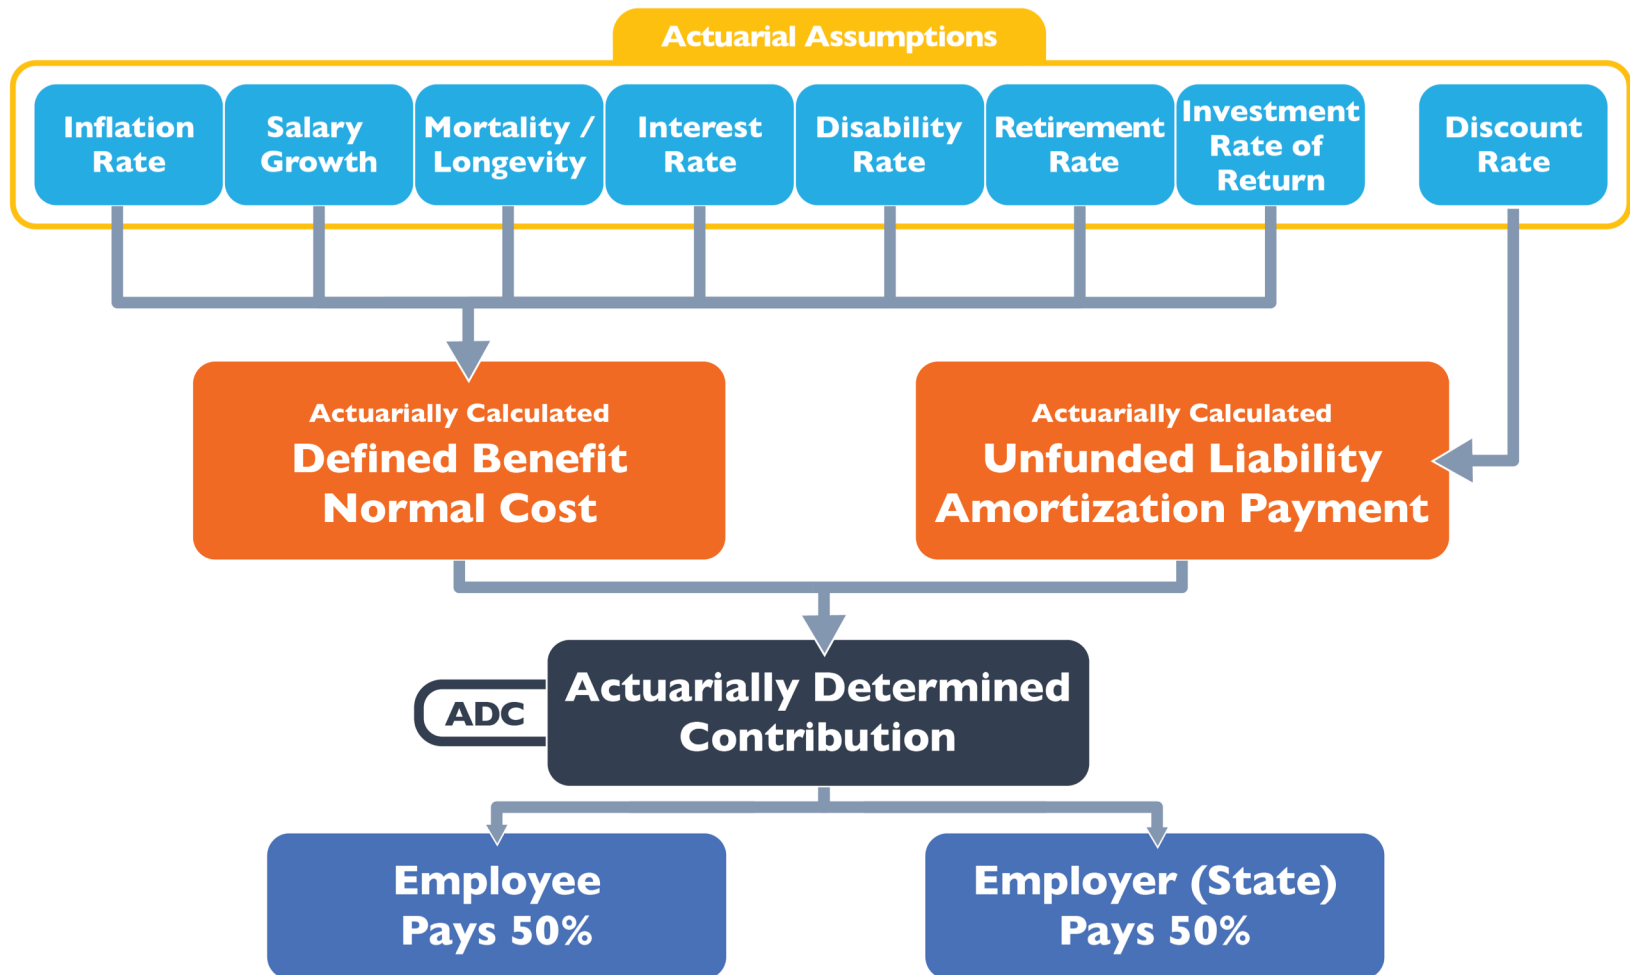 Actuarial Assumptions
Inflation
Rate
Salary
Growth
Mortality /
Longevity
Interest
Rate
Disability
Rate
Retirement
Rate
Investment
Rate of
Return
Discount
Rate
Actuarially Calculated
Defined Benefit
Normal Cost
Actuarially Calculated
Unfunded Liability
Amortization Payment
ADC
Actuarially Determined
Contribution
Employee
Pays 50%
Employer (State)
Pays 50%